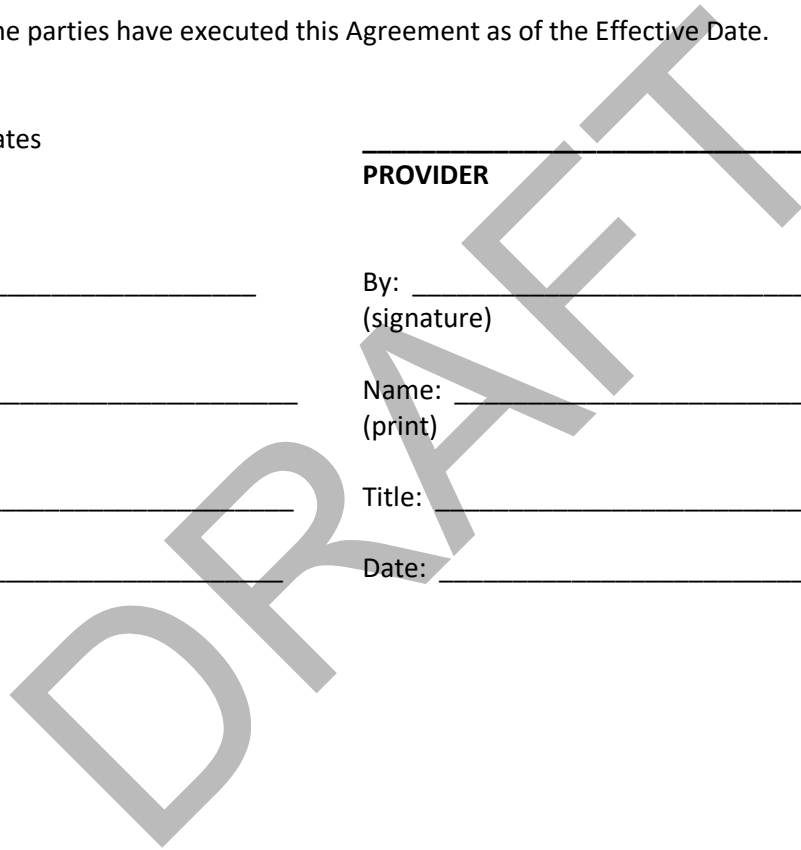 ne parties have executed this Agreement as of the Effective Date.
ates
PROVIDER
By:
(signature)
Name:
(print)
Title:
Date:
DRAFT